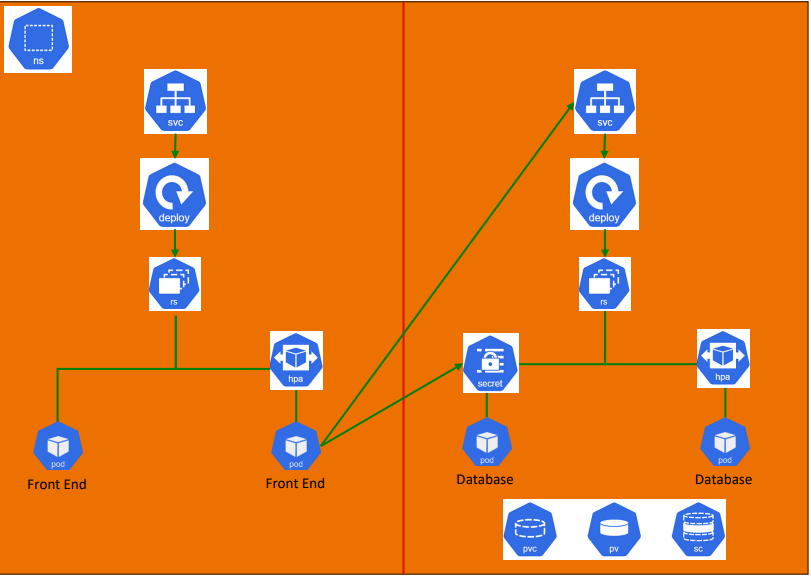 ns
svc
svc
deploy
deploy
rs
rs
hpa
secret
hpa
pod
pod
pod
pod
Front End
Front End
Database
Database
pvc
pv
sc